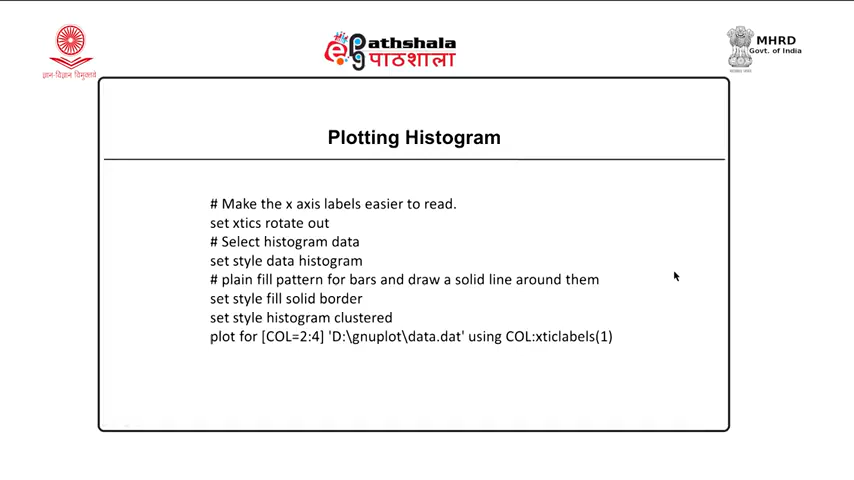 ज्ञान-विज्ञान विमुक्तये
ePathshala
पाठशाला
MHRD
Govt. of India
Plotting Histogram
# Make the x axis labels easier to read.
set xtics rotate out
# Select histogram data
set style data histogram
# plain fill pattern for bars and draw a solid line around them
set style fill solid border
set style histogram clustered
plot for [COL=2:4] 'D:\gnuplot\data.dat' using COL:xticlabels(1)